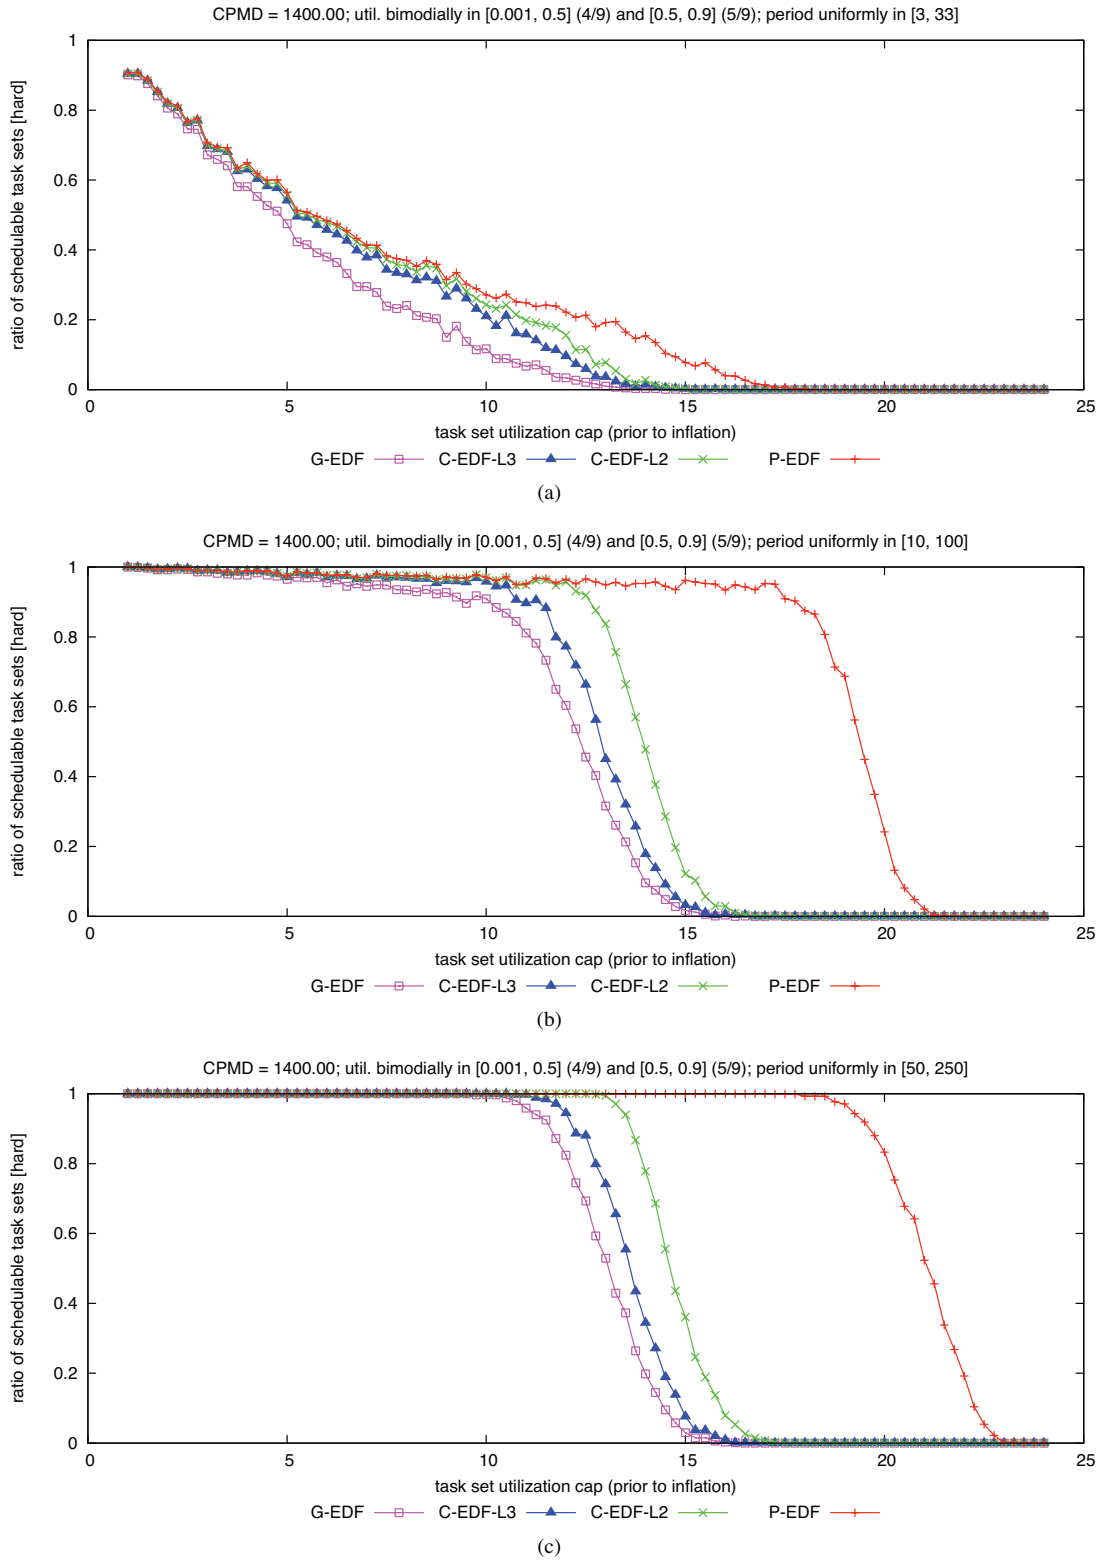 CPMD = 1400.00; util. bimodially in [0.001, 0.5] (4/9) and [0.5, 0.9] (5/9); period uniformly in [3, 33]
ratio of schedulable task sets [hard]
1
0.8
0.6
0.4
0.2
0
0 5 10 15 20 25
task set utilization cap (prior to inflation)
G-EDF C-EDF-L3 C-EDF-L2 P-EDF
(a)
CPMD = 1400.00; util. bimodially in [0.001, 0.5] (4/9) and [0.5, 0.9] (5/9); period uniformly in [10, 100]
ratio of schedulable task sets [hard]
1
0.8
0.6
0.4
0.2
0
0 5 10 15 20 25
task set utilization cap (prior to inflation)
G-EDF C-EDF-L3 C-EDF-L2 P-EDF
(b)
CPMD = 1400.00; util. bimodially in [0.001, 0.5] (4/9) and [0.5, 0.9] (5/9); period uniformly in [50, 250]
ratio of schedulable task sets [hard]
1
0.8
0.6
0.4
0.2
0
0 5 10 15 20 25
task set utilization cap (prior to inflation)
G-EDF C-EDF-L3 C-EDF-L2 P-EDF
(c)